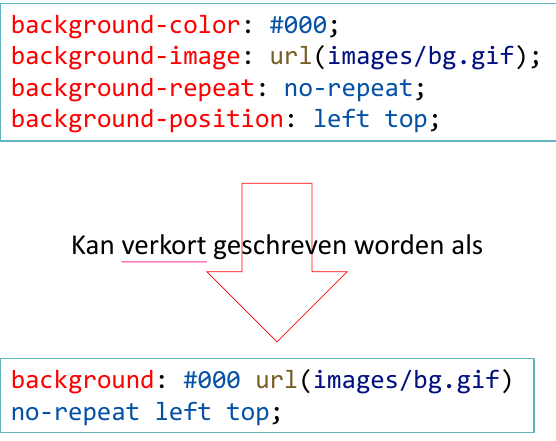 background-color: #000;
background-image: url(images/bg.gif);
background-repeat: no-repeat;
background-position: left top;
Kan verkort geschreven worden als
background: #000 url(images/bg.gif)
no-repeat left top;